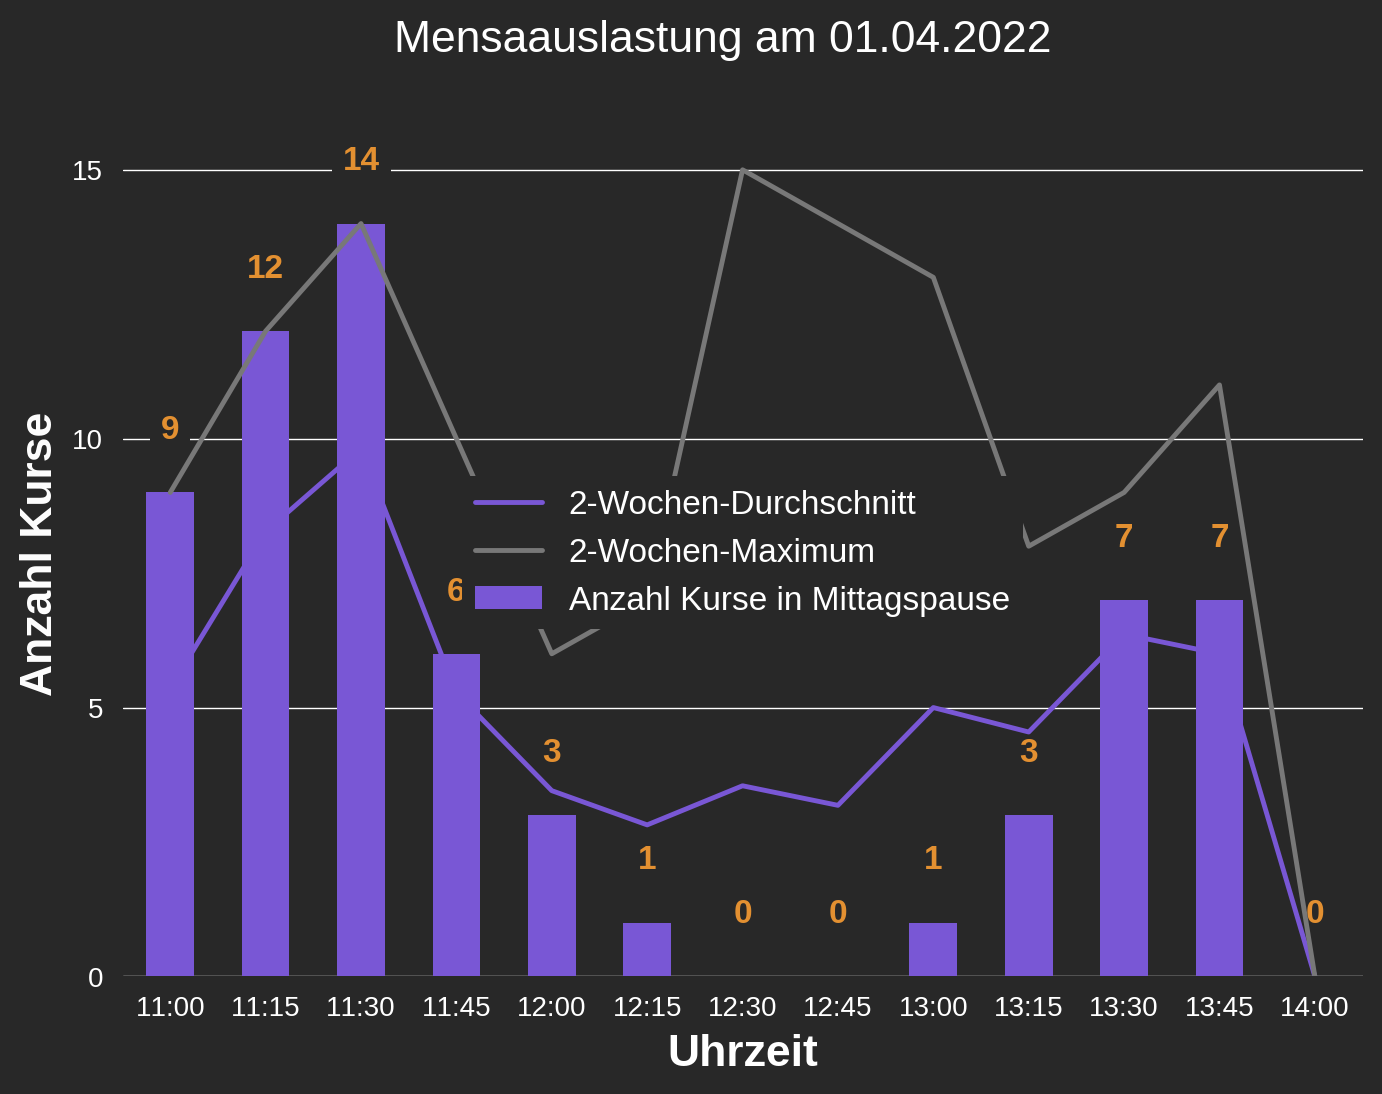 Mensaauslastung am 01.04.2022
15
14
12
10
9
2-Wochen-Durchschnitt
2-Wochen-Maximum
Anzahl Kurse in Mittagspause
7
7
6
5
3
3
1
1
0
0
0
0
Anzahl Kurse
11:00 11:15 11:30 11:45 12:00 12:15 12:30 12:45 13:00 13:15 13:30 13:45 14:00
Uhrzeit